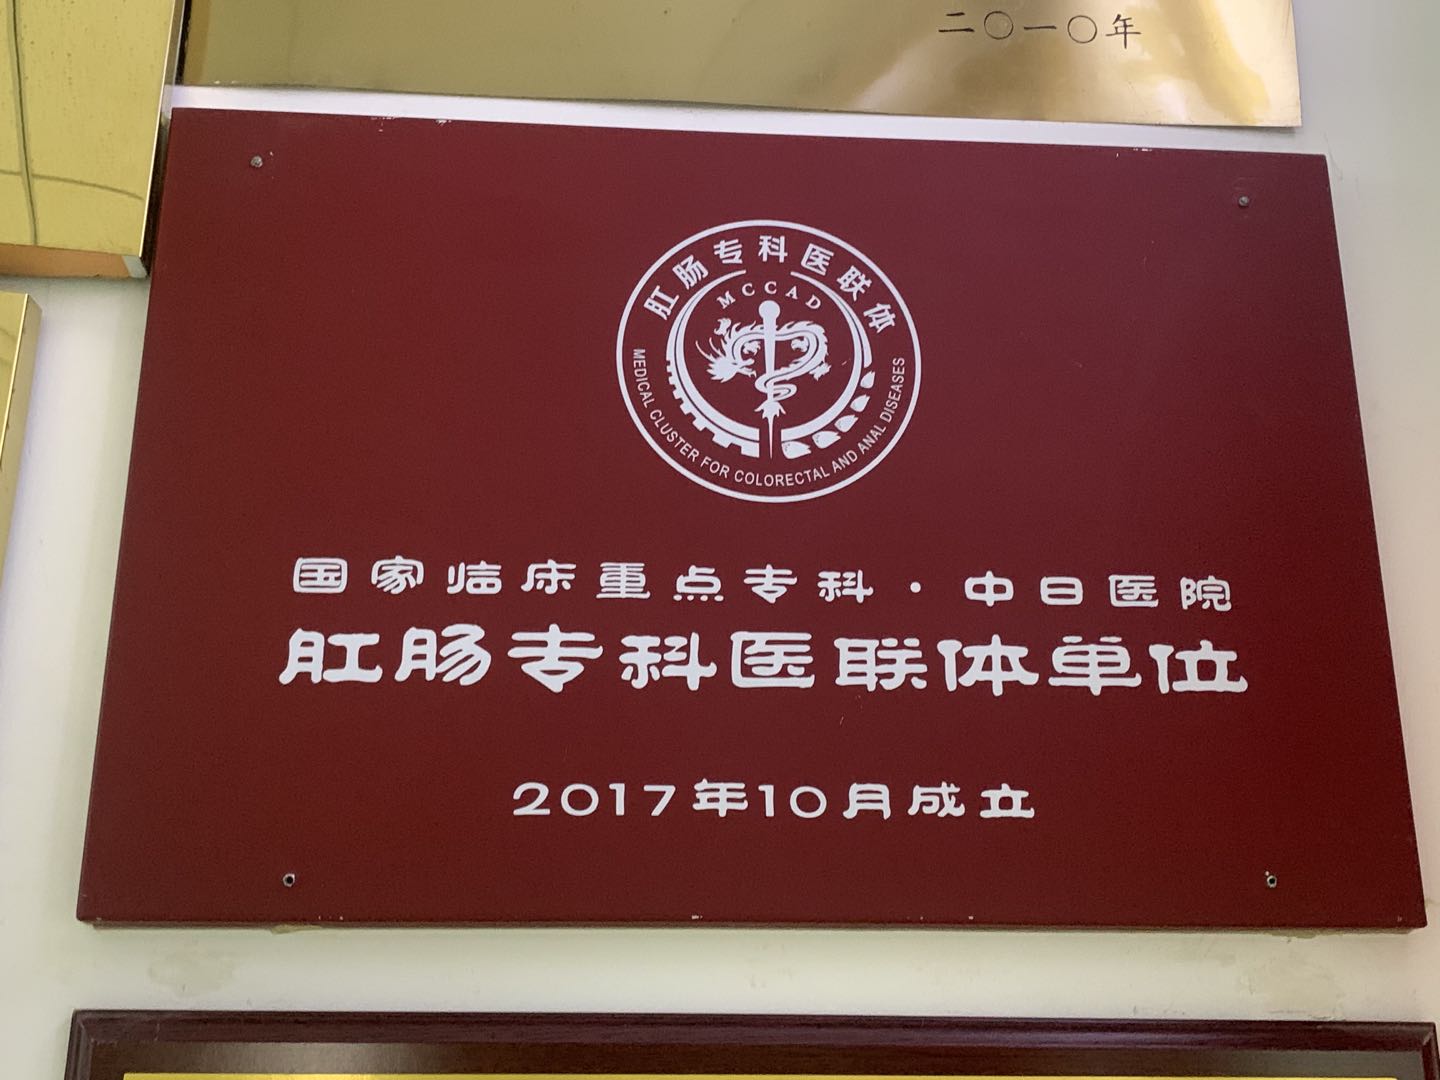 二〇一〇年
肛肠专科医联体
MCCAD
MEDICAL CLUSTER FOR COLORECTAL AND ANAL DISEASES
国家临床重点专科·中日医院
肛肠专科医联体单位
2017年10月成立